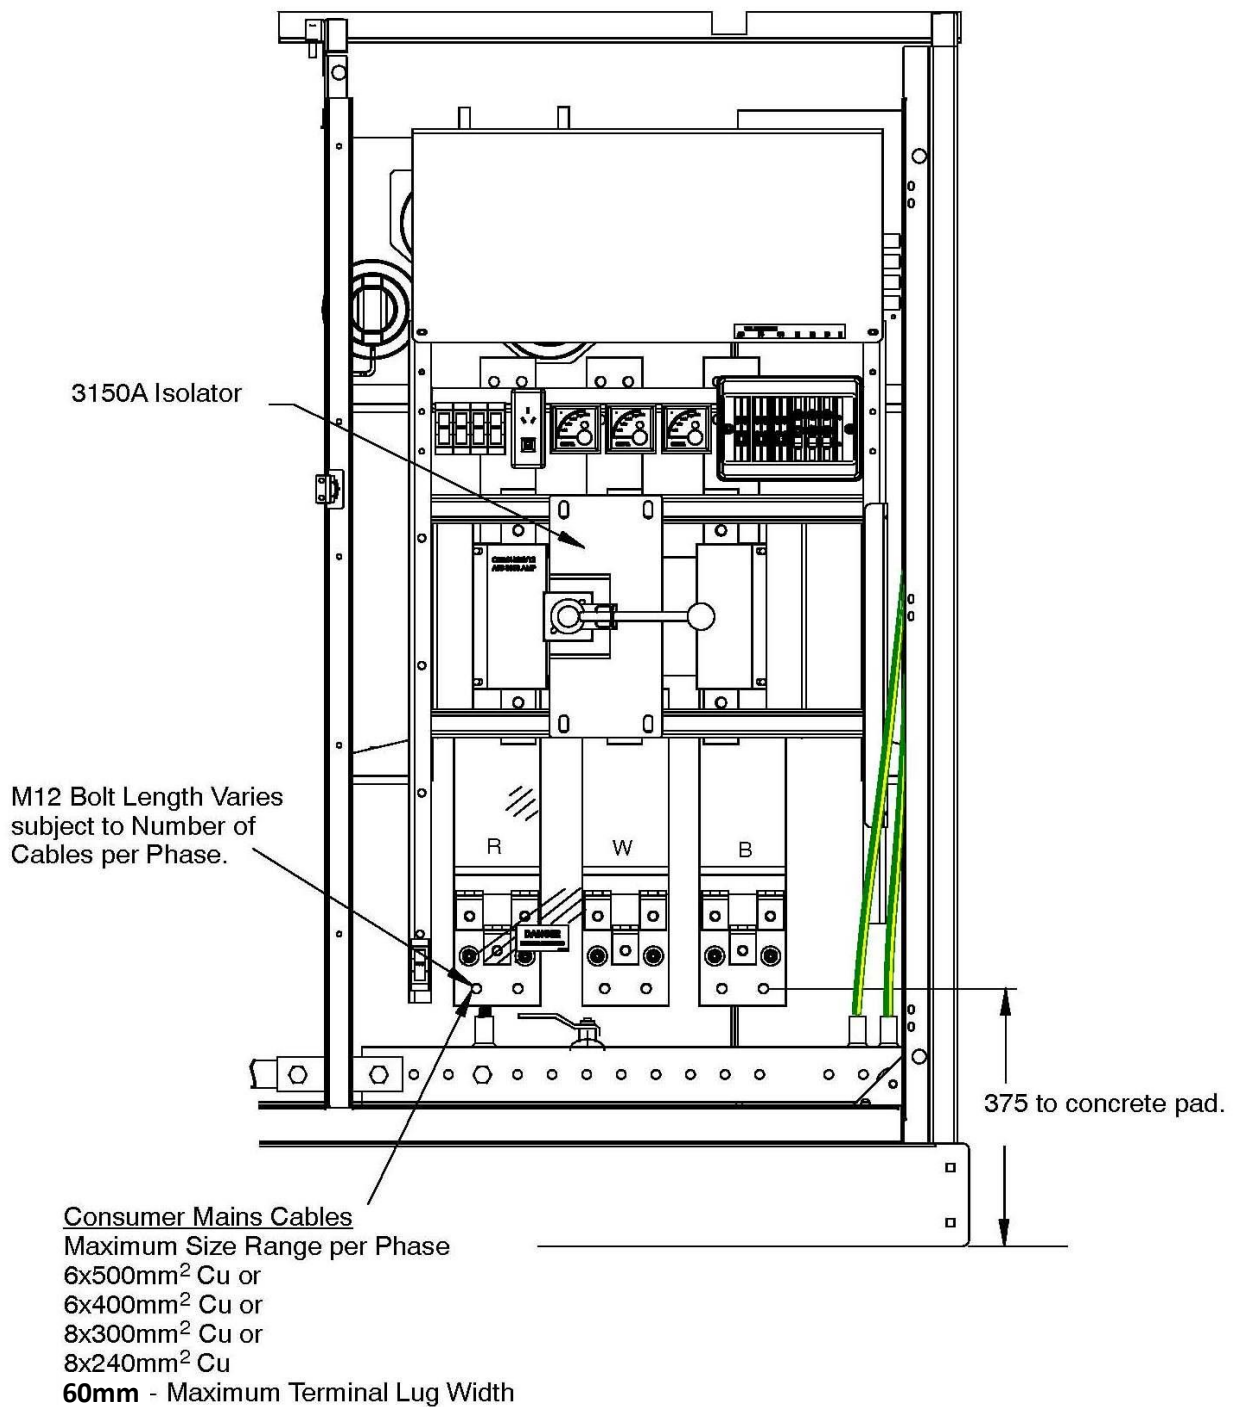 3150A Isolator
M12 Bolt Length Varies
subject to Number of
Cables per Phase.
R
W
B
DANGER
375 to concrete pad.
Consumer Mains Cables
Maximum Size Range per Phase
6x500mm² Cu or
6x400mm² Cu or
8x300mm² Cu or
8x240mm² Cu
60mm - Maximum Terminal Lug Width